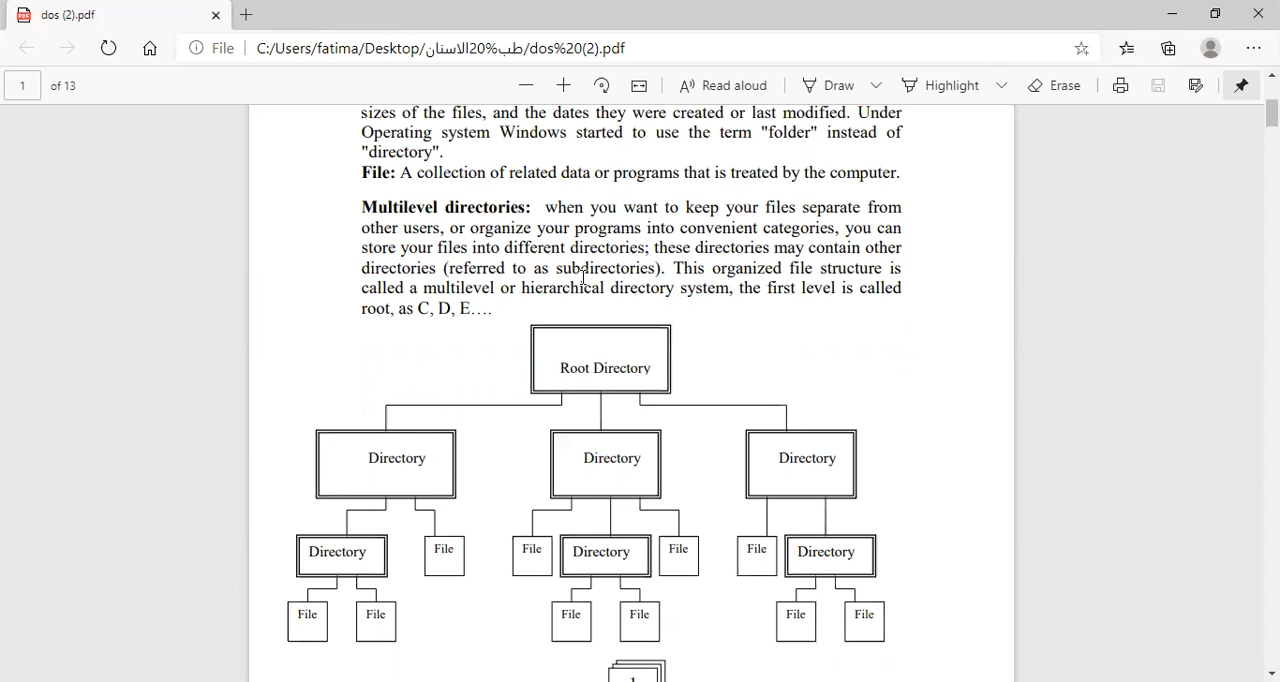 dos (2).pdf
File C:/Users/fatima/Desktop/طب%20الاسنان/dos%20(2).pdf
1 of 13 Read aloud Draw Highlight Erase
sizes of the files, and the dates they were created or last modified. Under
Operating system Windows started to use the term "folder" instead of
"directory".
File: A collection of related data or programs that is treated by the computer.
Multilevel directories: when you want to keep your files separate from
other users, or organize your programs into convenient categories, you can
store your files into different directories; these directories may contain other
directories (referred to as subdirectories). This organized file structure is
called a multilevel or hierarchical directory system, the first level is called
root, as C, D, E….
Root Directory
Directory Directory Directory
Directory File File Directory File File Directory
File File File File File File
1